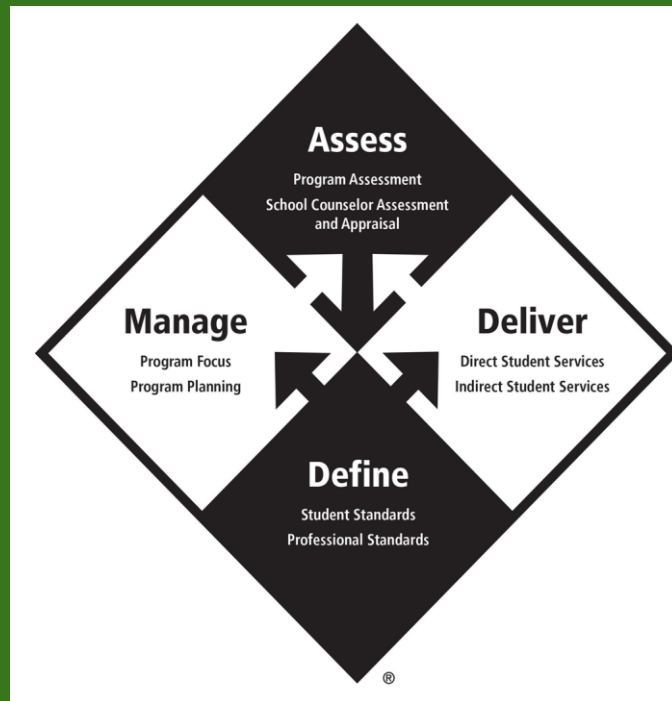 Assess
Program Assessment
School Counselor Assessment
and Appraisal
Manage
Program Focus
Program Planning
Deliver
Direct Student Services
Indirect Student Services
Define
Student Standards
Professional Standards
®